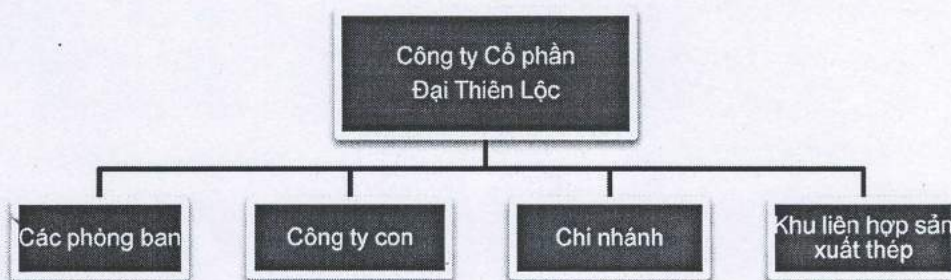 Công ty Cổ phần
Đại Thiên Lộc
Các phòng ban
Công ty con
Chi nhánh
Khu liên hợp sản
xuất thép